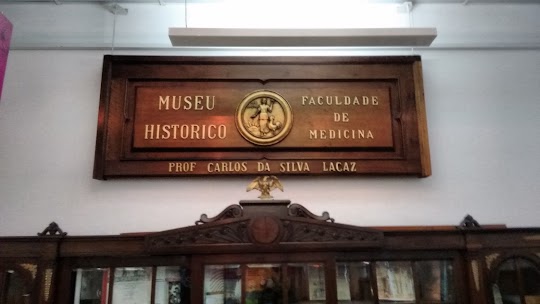 MUSEU
HISTORICO
FACULDADE
DE
MEDICINA
PROF CARLOS DA SILVA LACAZ